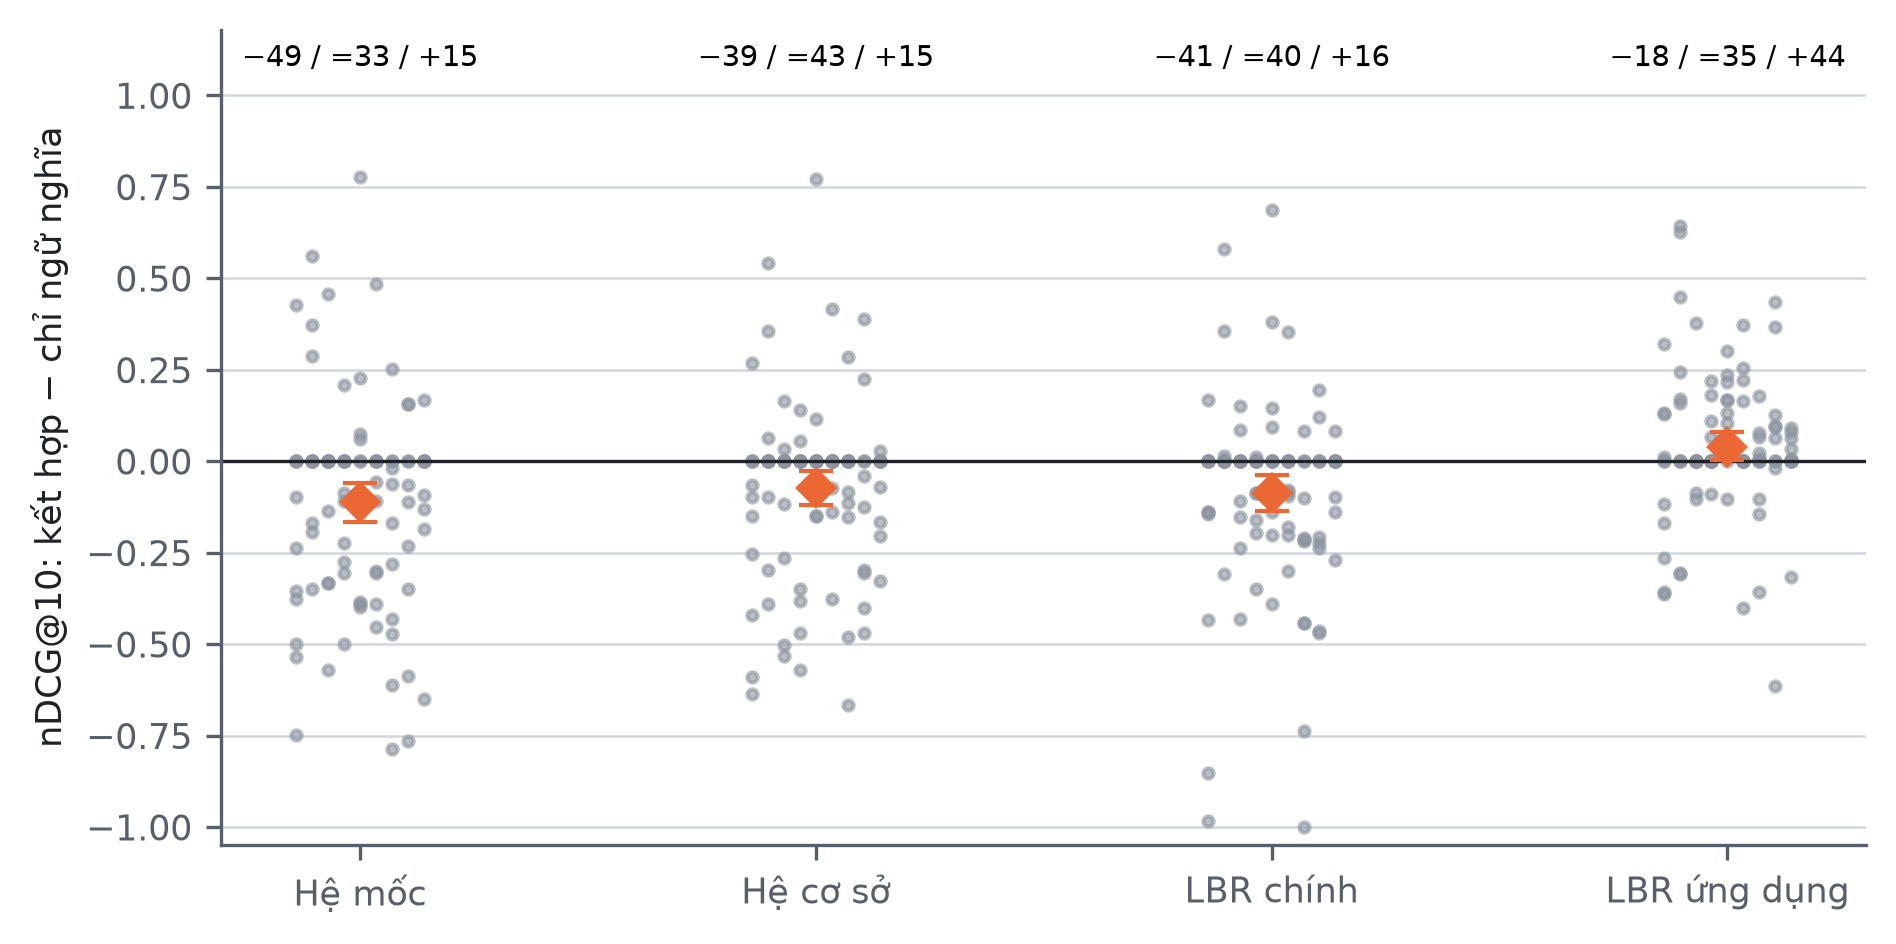 −49 / =33 / +15
−39 / =43 / +15
−41 / =40 / +16
−18 / =35 / +44
nDCG@10: kết hợp − chỉ ngữ nghĩa
1.00
0.75
0.50
0.25
0.00
−0.25
−0.50
−0.75
−1.00
Hệ mốc
Hệ cơ sở
LBR chính
LBR ứng dụng